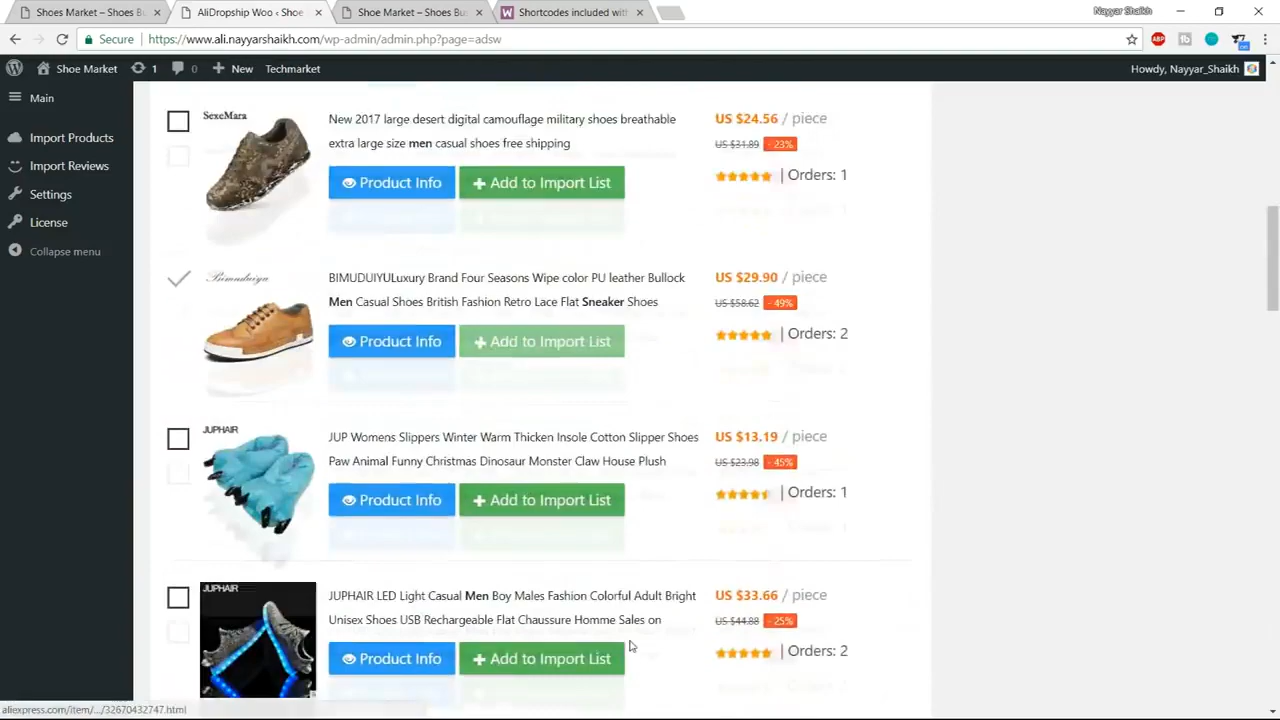 Shoes Market – Shoes Bu
AliDropship Woo ‹ Shoe
Shoe Market – Shoes Bu
Shortcodes included with
Nayyar Shaikh
Secure
https://www.ali.nayyarshaikh.com/wp-admin/admin.php?page=adsw
ABP
on
Shoe Market
1
0
New
Techmarket
Howdy, Nayyar_Shaikh
Main
Import Products
Import Reviews
Settings
License
Collapse menu
SexeMara
New 2017 large desert digital camouflage military shoes breathable
extra large size men casual shoes free shipping
Product Info
Add to Import List
US $24.56 / piece
US $31.89 - 23%
| Orders: 1
Bimuduiyu
BIMUDUIYULuxury Brand Four Seasons Wipe color PU leather Bullock
Men Casual Shoes British Fashion Retro Lace Flat Sneaker Shoes
Product Info
Add to Import List
US $29.90 / piece
US $58.62 - 49%
| Orders: 2
JUPHAIR
JUP Womens Slippers Winter Warm Thicken Insole Cotton Slipper Shoes
Paw Animal Funny Christmas Dinosaur Monster Claw House Plush
Product Info
Add to Import List
US $13.19 / piece
US $23.98 - 45%
| Orders: 1
JUPHAIR
JUPHAIR LED Light Casual Men Boy Males Fashion Colorful Adult Bright
Unisex Shoes USB Rechargeable Flat Chaussure Homme Sales on
Product Info
Add to Import List
US $33.66 / piece
US $44.88 - 25%
| Orders: 2
aliexpress.com/item/.../32670432747.html